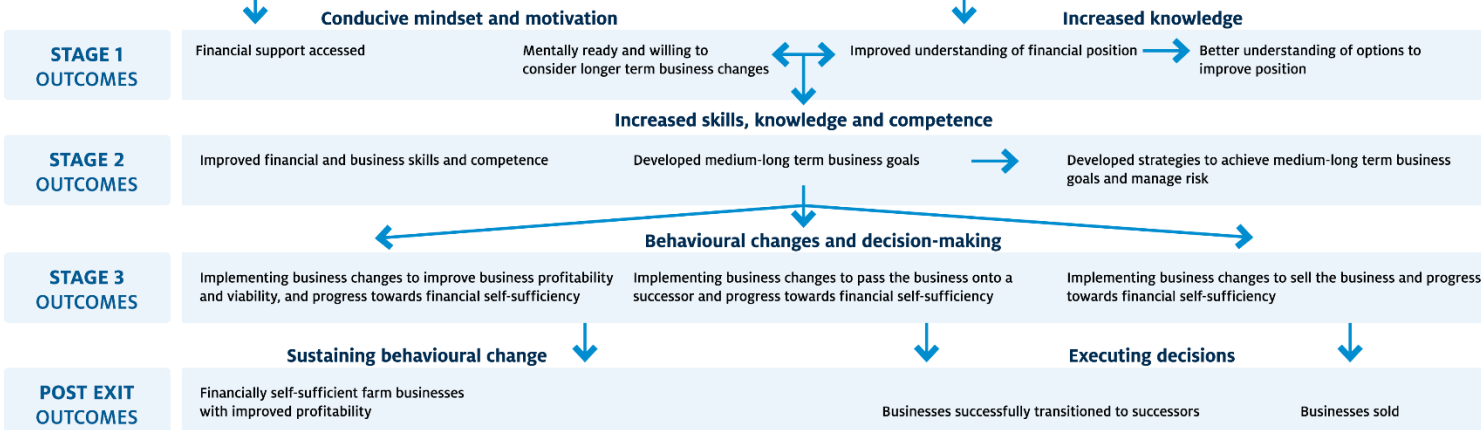 Conducive mindset and motivation
Increased knowledge
STAGE 1
OUTCOMES
Financial support accessed
Mentally ready and willing to
consider longer term business changes
Improved understanding of financial position
Better understanding of options to
improve position
Increased skills, knowledge and competence
STAGE 2
OUTCOMES
Improved financial and business skills and competence
Developed medium-long term business goals
Developed strategies to achieve medium-long term business
goals and manage risk
Behavioural changes and decision-making
STAGE 3
OUTCOMES
Implementing business changes to improve business profitability
and viability, and progress towards financial self-sufficiency
Implementing business changes to pass the business onto a
successor and progress towards financial self-sufficiency
Implementing business changes to sell the business and progress
towards financial self-sufficiency
Sustaining behavioural change
Executing decisions
POST EXIT
OUTCOMES
Financially self-sufficient farm businesses
with improved profitability
Businesses successfully transitioned to successors
Businesses sold